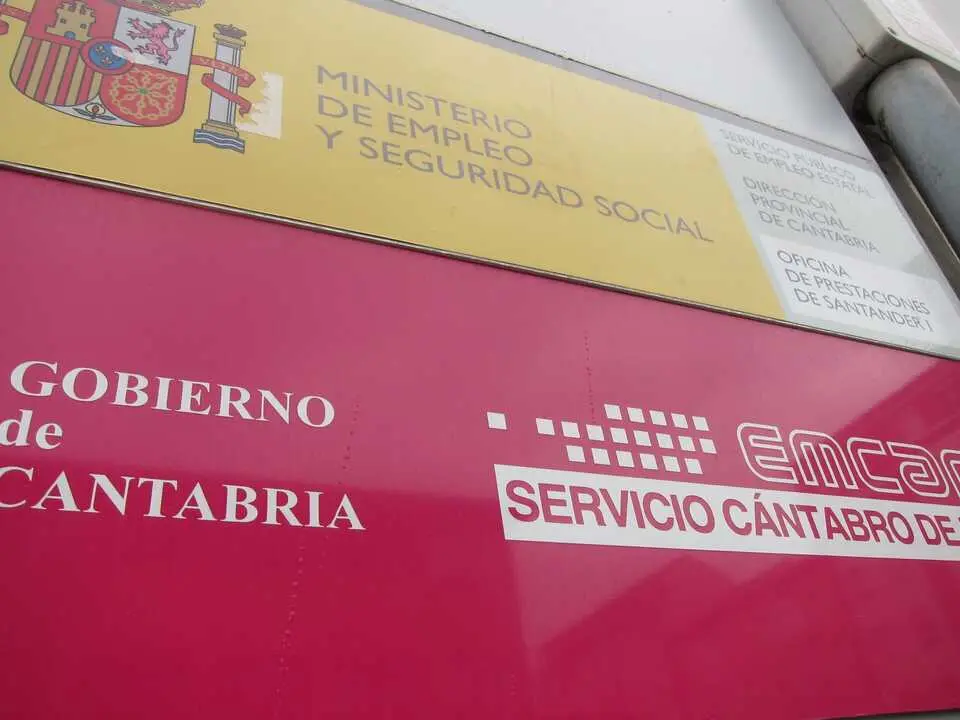 MINISTERIO
DE EMPLEO
Y SEGURIDAD SOCIAL
SERVICIO PÚBLICO
DE EMPLEO ESTATAL
DIRECCIÓN
PROVINCIAL
DE CANTABRIA
OFICINA
DE PRESTACIONES
DE SANTANDER I
GOBIERNO
de
CANTABRIA
EMCAN
SERVICIO CÁNTABRO DE